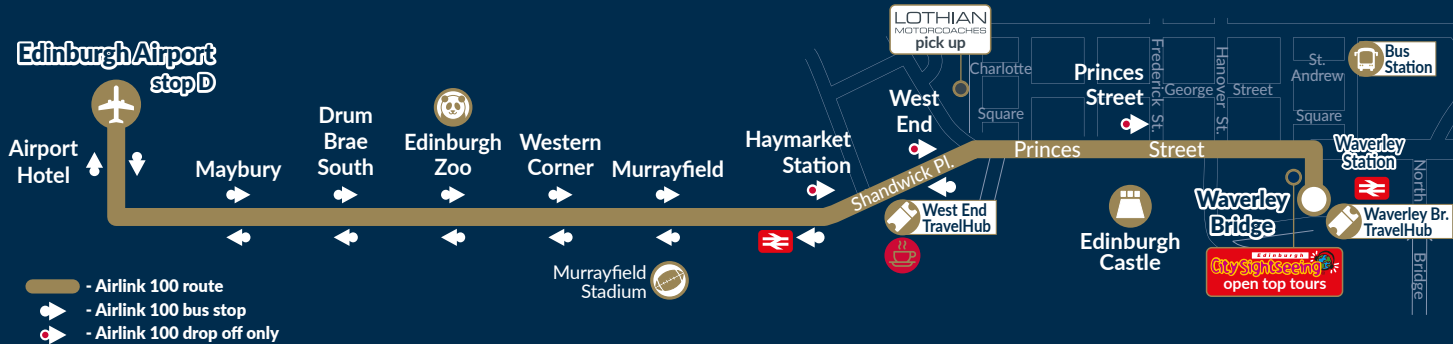 Edinburgh Airport
stop D
Airport
Hotel
Maybury
Drum
Brae
South
Edinburgh
Zoo
Western
Corner
Murrayfield
Murrayfield
Stadium
Haymarket
Station
West
End
Shandwick Pl.
West End
TravelHub
LOTHIAN
MOTORCOACHES
pick up
Charlotte
Square
Princes
Street
Frederick St.
George Street
Hanover St.
St.
Andrew
Square
Bus
Station
Princes Street
Edinburgh
Castle
Waverley
Bridge
Waverley
Station
Waverley Br.
TravelHub
North
Bridge
Edinburgh
City Sightseeing
open top tours
- Airlink 100 route
- Airlink 100 bus stop
- Airlink 100 drop off only